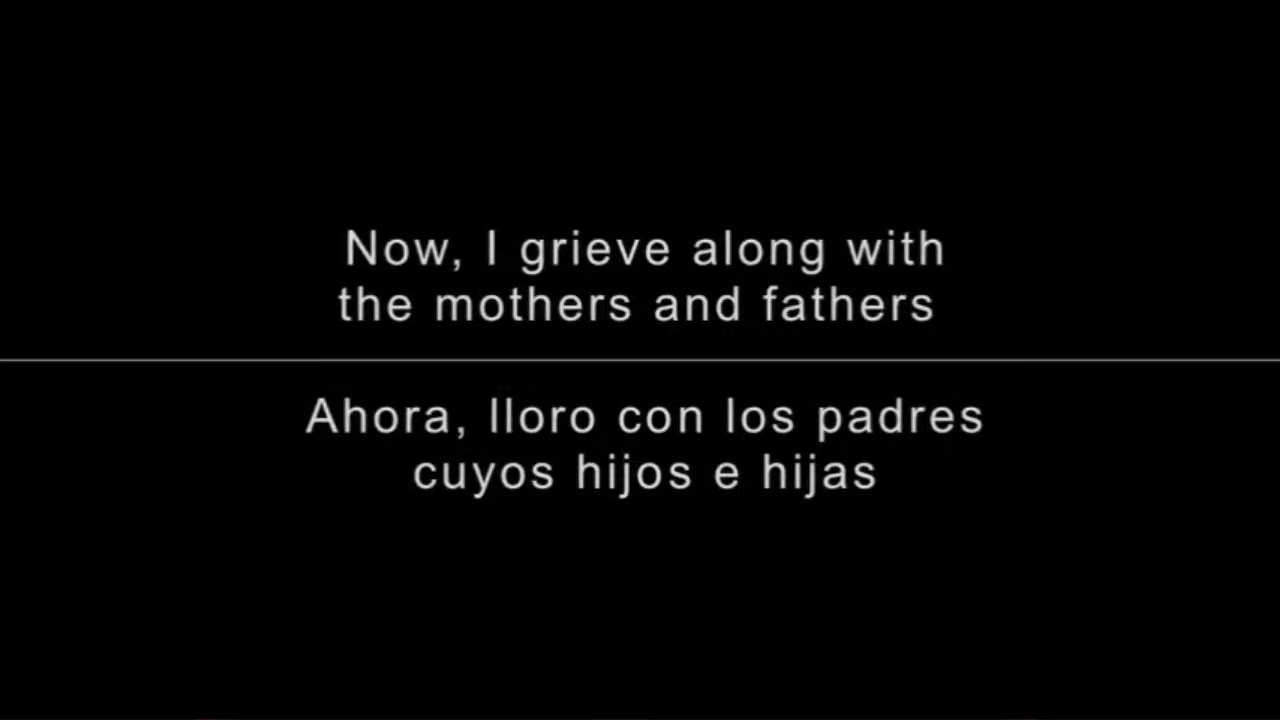 Now, I grieve along with
the mothers and fathers
Ahora, lloro con los padres
cuyos hijos e hijas